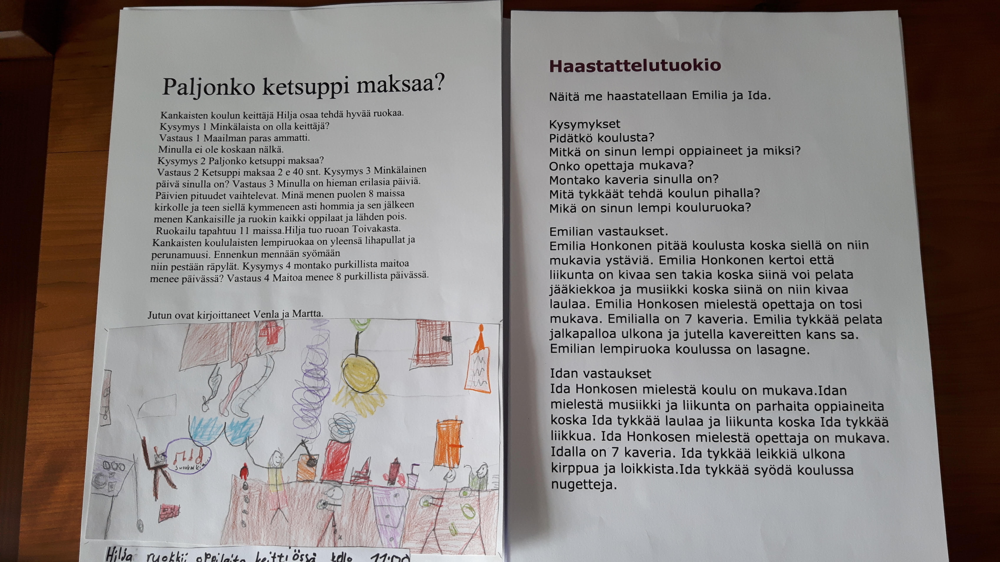 Paljonko ketsuppi maksaa?
Kankaisten koulun keittäjä Hilja osaa tehdä hyvää ruokaa.
Kysymys 1 Minkälaista on olla keittäjä?
Vastaus 1 Maailman paras ammatti.
Minulla ei ole koskaan nälkä.
Kysymys 2 Paljonko ketsuppi maksaa?
Vastaus 2 Ketsuppi maksaa 2 e 40 snt. Kysymys 3 Minkälainen
päivä sinulla on? Vastaus 3 Minulla on hieman erilasia päiviä.
Päivien pituudet vaihtelevat. Minä menen puolen 8 maissa
kirkolle ja teen siellä kymmeneen asti hommia ja sen jälkeen
menen Kankaisille ja ruokin kaikki oppilaat ja lähden pois.
Ruokailu tapahtuu 11 maissa.Hilja tuo ruoan Toivakasta.
Kankaisten koululaisten lempiruokaa on yleensä lihapullat ja
perunamuusi. Ennenkun mennään syömään
niin pestään räpylät. Kysymys 4 montako purkillista maitoa
menee päivässä? Vastaus 4 Maitoa menee 8 purkillista päivässä.
Jutun ovat kirjoittaneet Venla ja Martta.
Hilja ruokkii oppilaita keittiössä kello 11:00
Haastattelutuokio
Näitä me haastatellaan Emilia ja Ida.
Kysymykset
Pidätkö koulusta?
Mitkä on sinun lempi oppiaineet ja miksi?
Onko opettaja mukava?
Montako kaveria sinulla on?
Mitä tykkäät tehdä koulun pihalla?
Mikä on sinun lempi kouluruoka?
Emilian vastaukset.
Emilia Honkonen pitää koulusta koska siellä on niin
mukavia ystäviä. Emilia Honkonen kertoi että
liikunta on kivaa sen takia koska siinä voi pelata
jääkiekkoa ja musiikki koska siinä on niin kivaa
laulaa. Emilia Honkosen mielestä opettaja on tosi
mukava. Emilialla on 7 kaveria. Emilia tykkää pelata
jalkapalloa ulkona ja jutella kavereitten kans sa.
Emilian lempiruoka koulussa on lasagne.
Idan vastaukset
Ida Honkosen mielestä koulu on mukava.Idan
mielestä musiikki ja liikunta on parhaita oppiaineita
koska Ida tykkää laulaa ja liikunta koska Ida tykkää
liikkua. Ida Honkosen mielestä opettaja on mukava.
Idalla on 7 kaveria. Ida tykkää leikkiä ulkona
kirppua ja loikkista.Ida tykkää syödä koulussa
nugetteja.